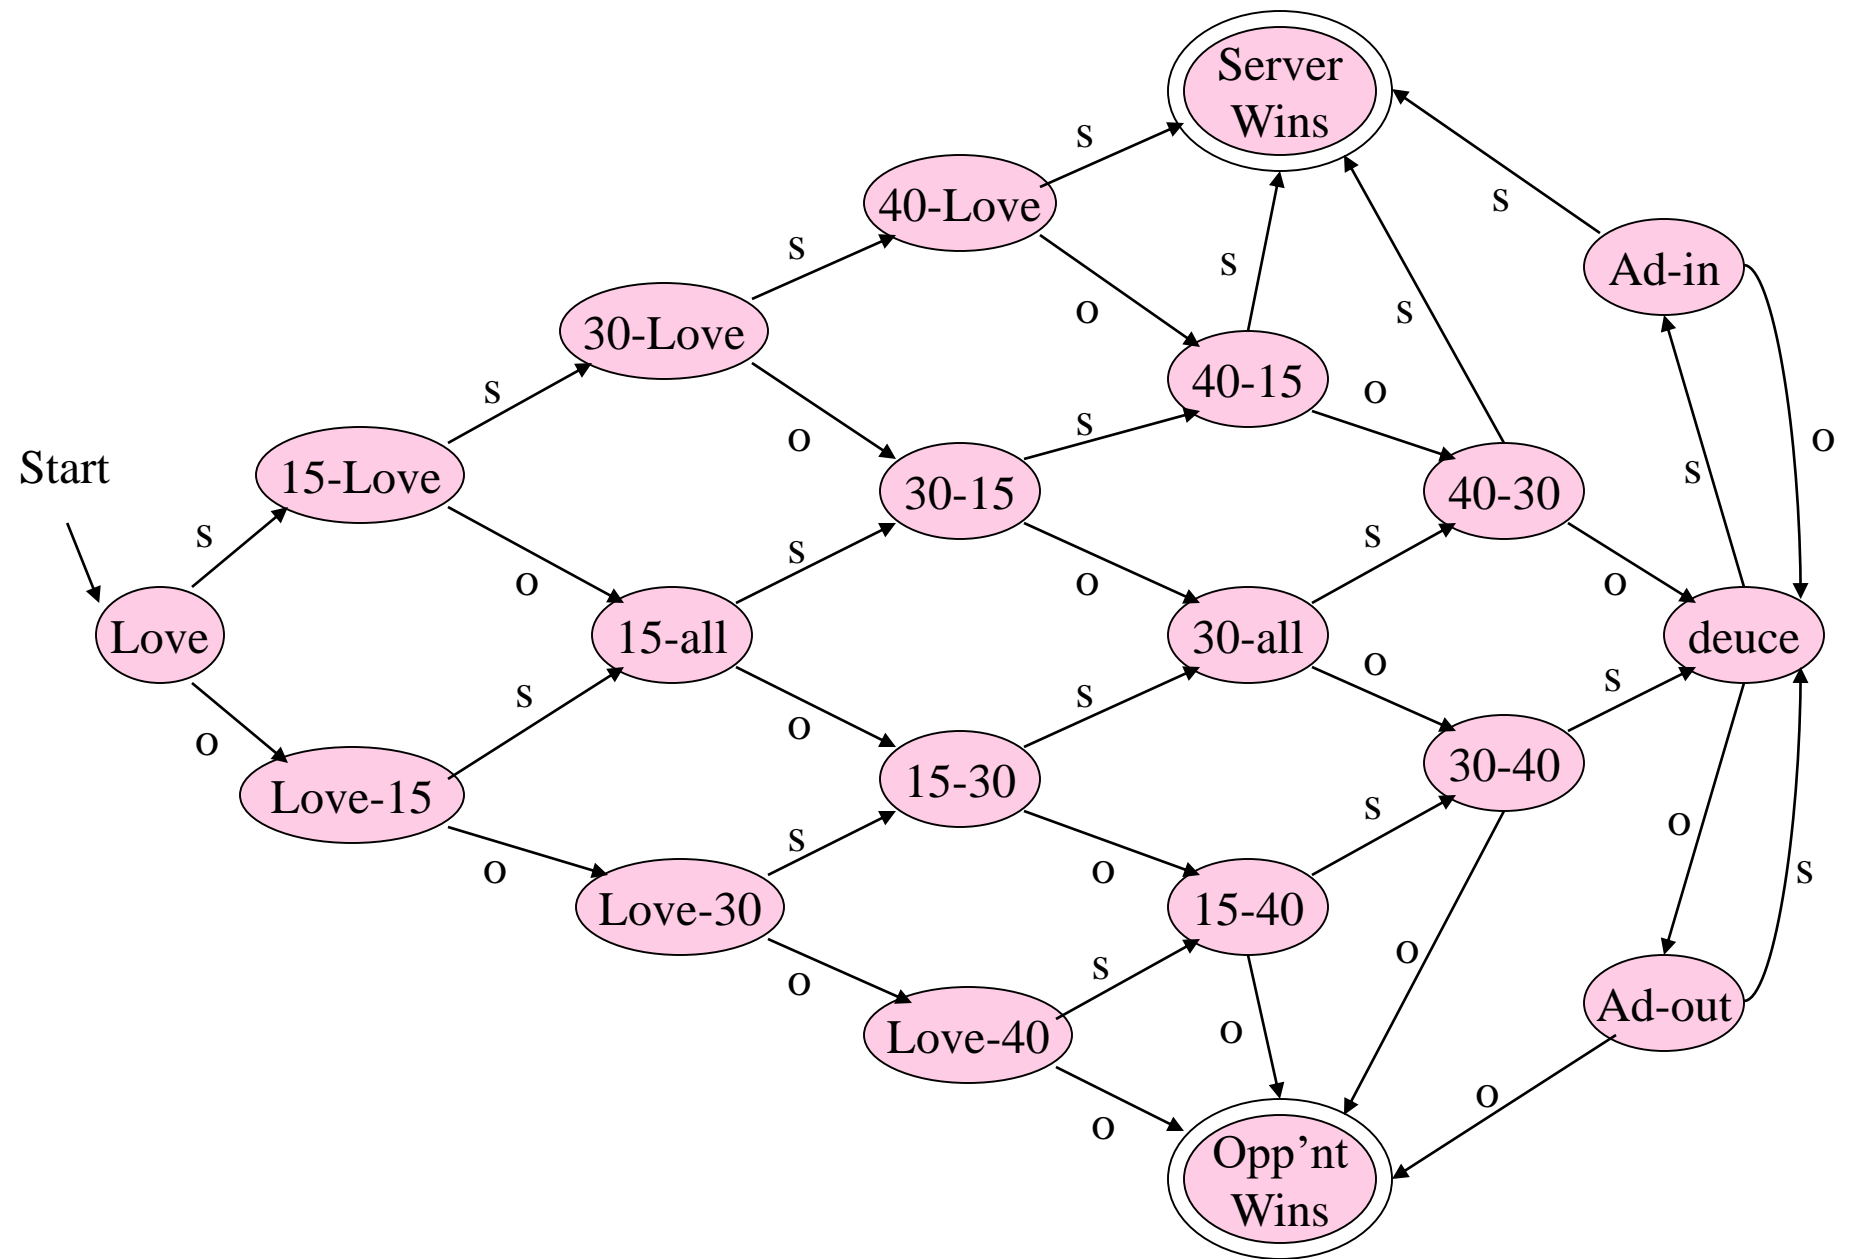 Server
Wins
s
40-Love
s
s
Ad-in
s
o
s
s
30-Love
40-15
o
s
s
o
o
Start
15-Love
30-15
40-30
s
s
s
s
o
o
o
Love
15-all
30-all
deuce
o
s
s
s
o
o
15-30
30-40
Love-15
s
s
o
o
o
s
Love-30
15-40
s
o
o
Love-40
Ad-out
o
o
o
Opp’nt
Wins